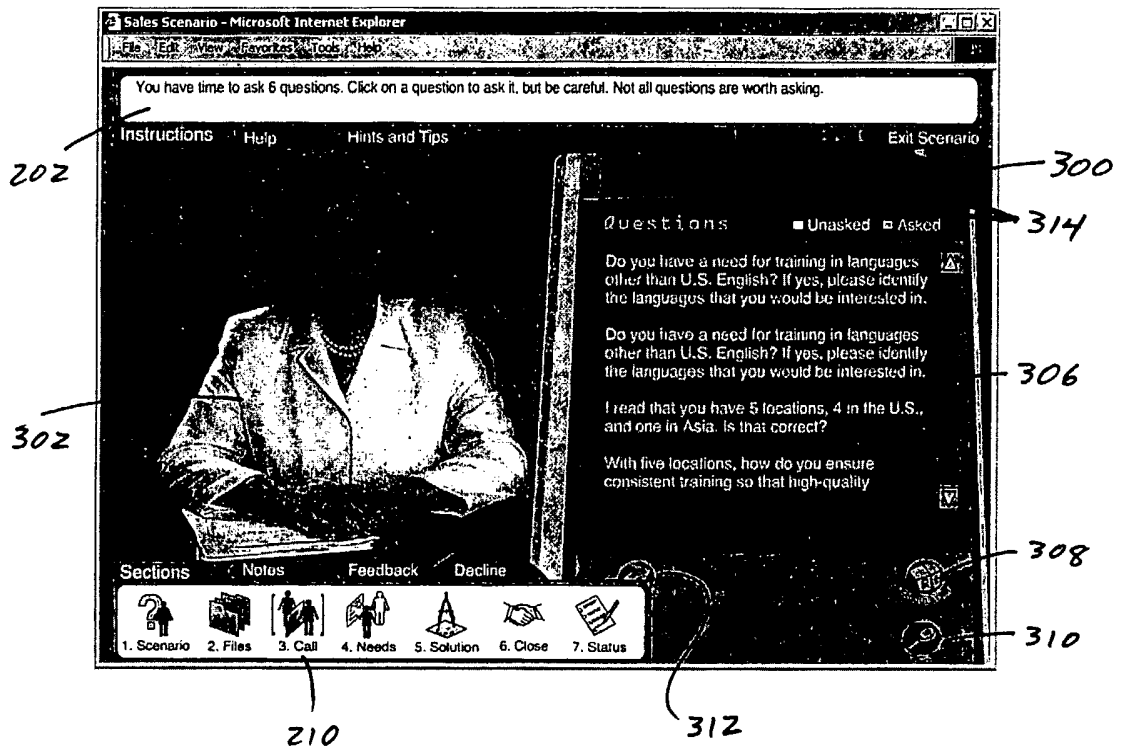 Sales Scenario - Microsoft Internet Explorer
File Edit View Favorites Tools Help
You have time to ask 6 questions. Click on a question to ask it, but be careful. Not all questions are worth asking.
Instructions Help Hints and Tips Exit Scenario
202
300
314
Questions Unasked Asked
Do you have a need for training in languages
other than U.S. English? If yes, please identify
the languages that you would be interested in.
Do you have a need for training in languages
other than U.S. English? If yes, please identify
the languages that you would be interested in.
306
I read that you have 5 locations, 4 in the U.S.,
and one in Asia. Is that correct?
302
With five locations, how do you ensure
consistent training so that high-quality
308
Sections Notes Feedback Decline
1. Scenario 2. Files 3. Call 4. Needs 5. Solution 6. Close 7. Status
310
210
312